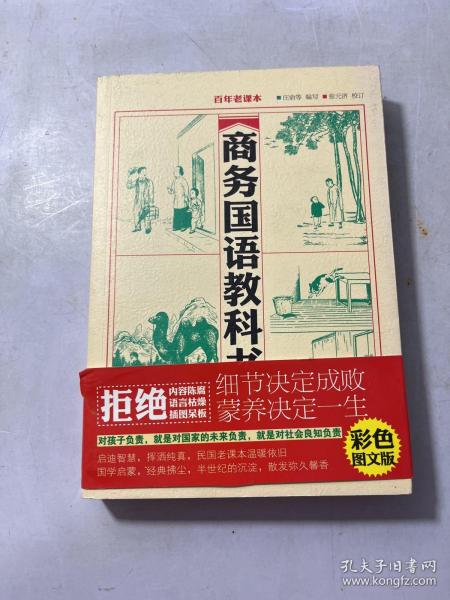 百年老课本 ■庄俞等 编写 ■张元济 校订
商务国语教科书
拒绝
内容陈腐
语言枯燥
插图呆板
细节决定成败
蒙养决定一生
对孩子负责，就是对国家的未来负责，就是对社会良知负责
启迪智慧，挥洒纯真，民国老课本温暖依旧
国学启蒙，经典拂尘，半世纪的沉淀，散发弥久馨香
彩色
图文版
孔夫子旧书网
www.kongfz.com